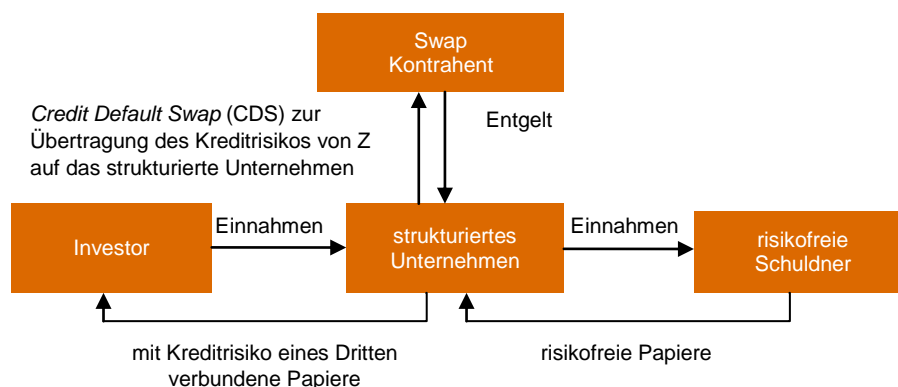 Swap
Kontrahent
Credit Default Swap (CDS) zur
Übertragung des Kreditrisikos von Z
auf das strukturierte Unternehmen
Entgelt
Investor
Einnahmen
strukturiertes
Unternehmen
Einnahmen
risikofreie
Schuldner
mit Kreditrisiko eines Dritten
verbundene Papiere
risikofreie Papiere